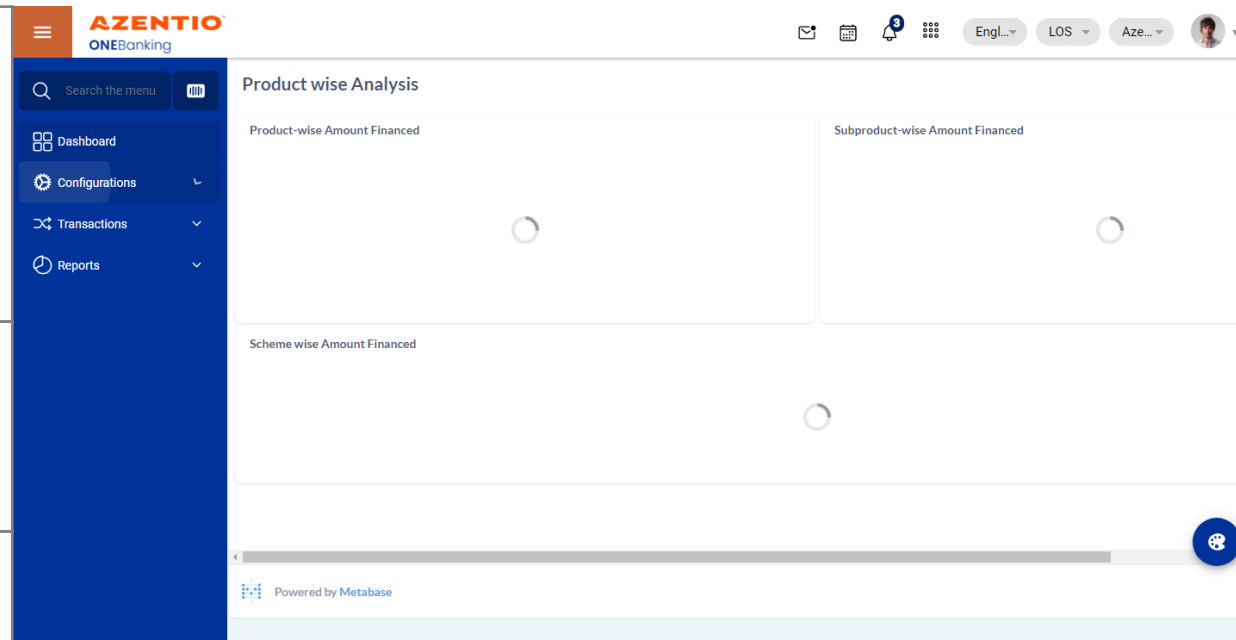 AZENTIO
ONEBanking
3
Engl...
LOS
Aze...
Search the menu
Dashboard
Configurations
Transactions
Reports
Product wise Analysis
Product-wise Amount Financed
Subproduct-wise Amount Financed
Scheme wise Amount Financed
Powered by Metabase